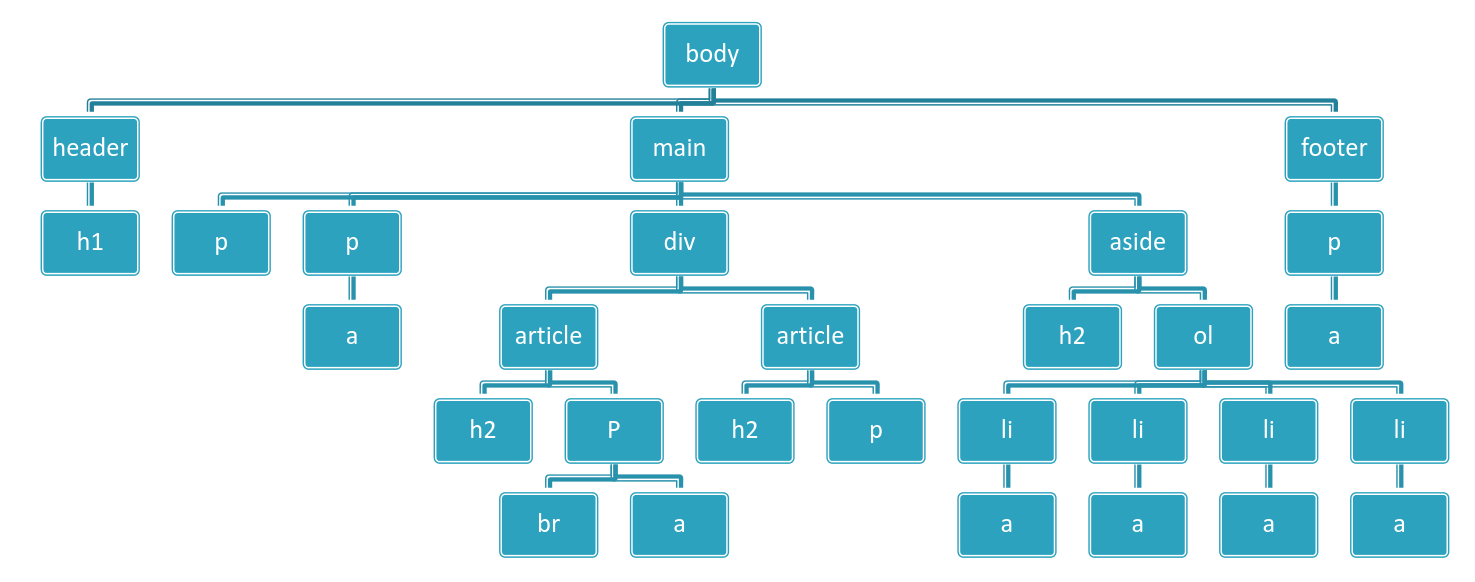 body
header
main
footer
h1
p
p
div
aside
p
a
article
article
h2
ol
a
h2
P
h2
p
li
li
li
li
br
a
a
a
a
a